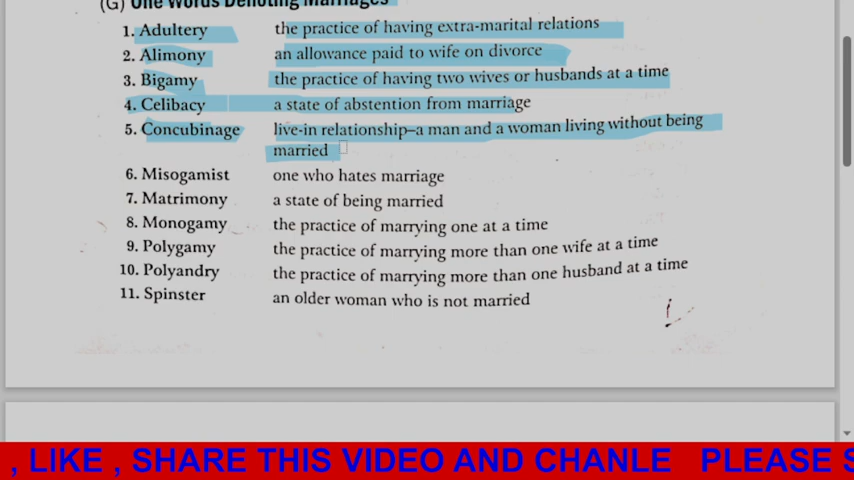 (G) One Words Denoting Marriages
1. Adultery the practice of having extra-marital relations
2. Alimony an allowance paid to wife on divorce
3. Bigamy the practice of having two wives or husbands at a time
4. Celibacy a state of abstention from marriage
5. Concubinage live-in relationship–a man and a woman living without being
married
6. Misogamist one who hates marriage
7. Matrimony a state of being married
8. Monogamy the practice of marrying one at a time
9. Polygamy the practice of marrying more than one wife at a time
10. Polyandry the practice of marrying more than one husband at a time
11. Spinster an older woman who is not married
, LIKE , SHARE THIS VIDEO AND CHANLE PLEASE S